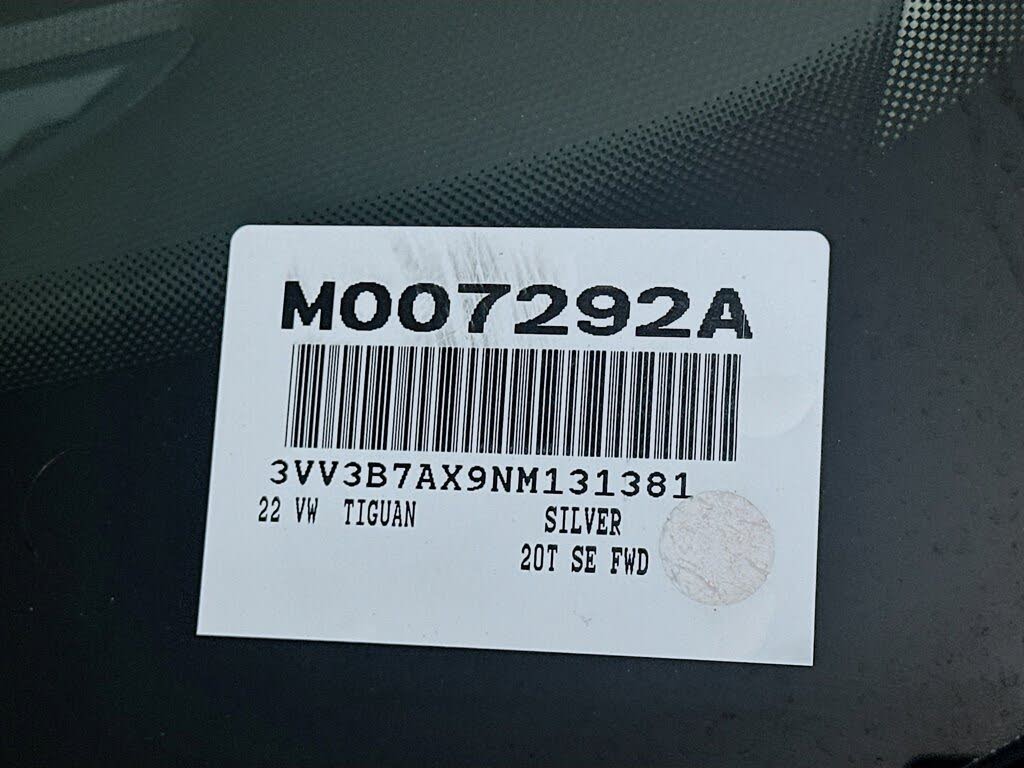 M007292A
3VV3B7AX9NM131381
22 VW TIGUAN SILVER
20T SE FWD